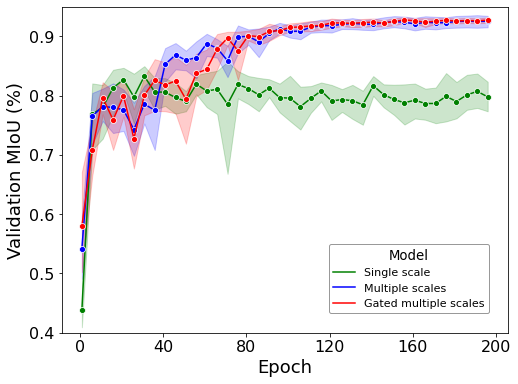 0.9
0.8
0.7
0.6
0.5
0.4
Validation MIoU (%)
0 40 80 120 160 200
Epoch
Model
Single scale
Multiple scales
Gated multiple scales